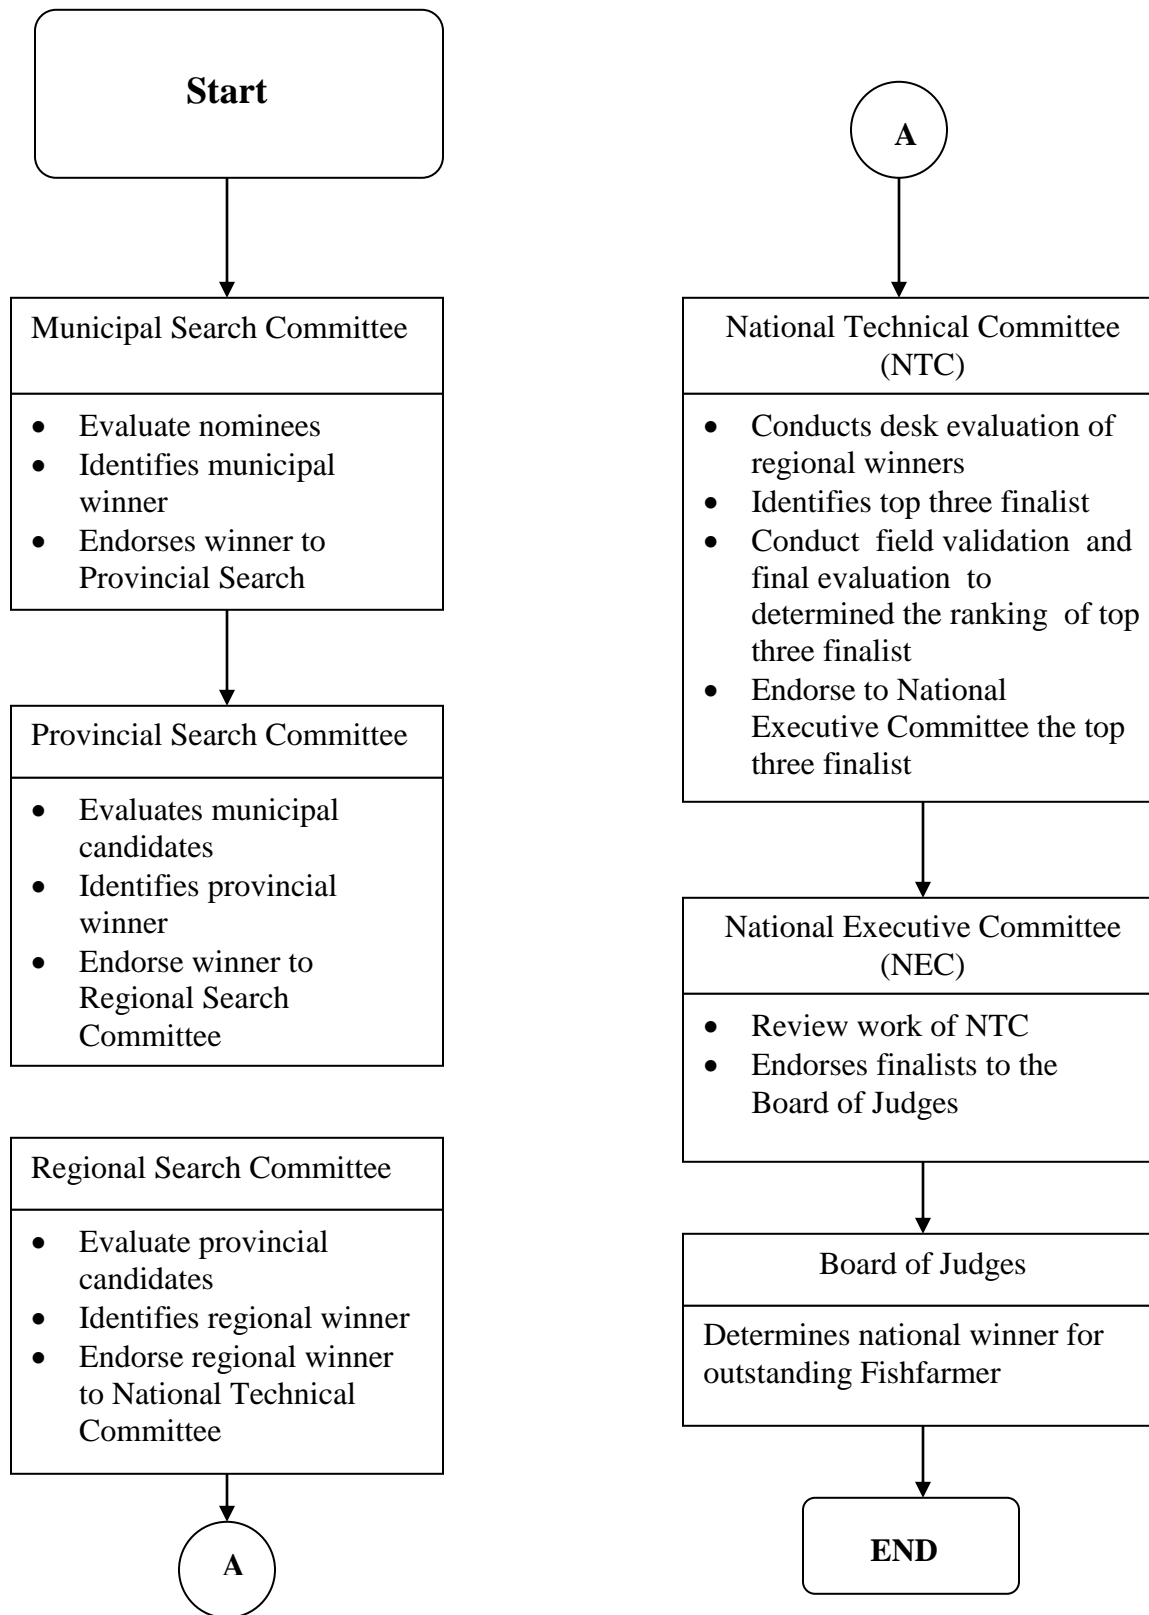 Start
Municipal Search Committee
• Evaluate nominees
• Identifies municipal
winner
• Endorses winner to
Provincial Search
Provincial Search Committee
• Evaluates municipal
candidates
• Identifies provincial
winner
• Endorse winner to
Regional Search
Committee
Regional Search Committee
• Evaluate provincial
candidates
• Identifies regional winner
• Endorse regional winner
to National Technical
Committee
A
A
National Technical Committee
(NTC)
• Conducts desk evaluation of
regional winners
• Identifies top three finalist
• Conduct field validation and
final evaluation to
determined the ranking of top
three finalist
• Endorse to National
Executive Committee the top
three finalist
National Executive Committee
(NEC)
• Review work of NTC
• Endorses finalists to the
Board of Judges
Board of Judges
Determines national winner for
outstanding Fishfarmer
END